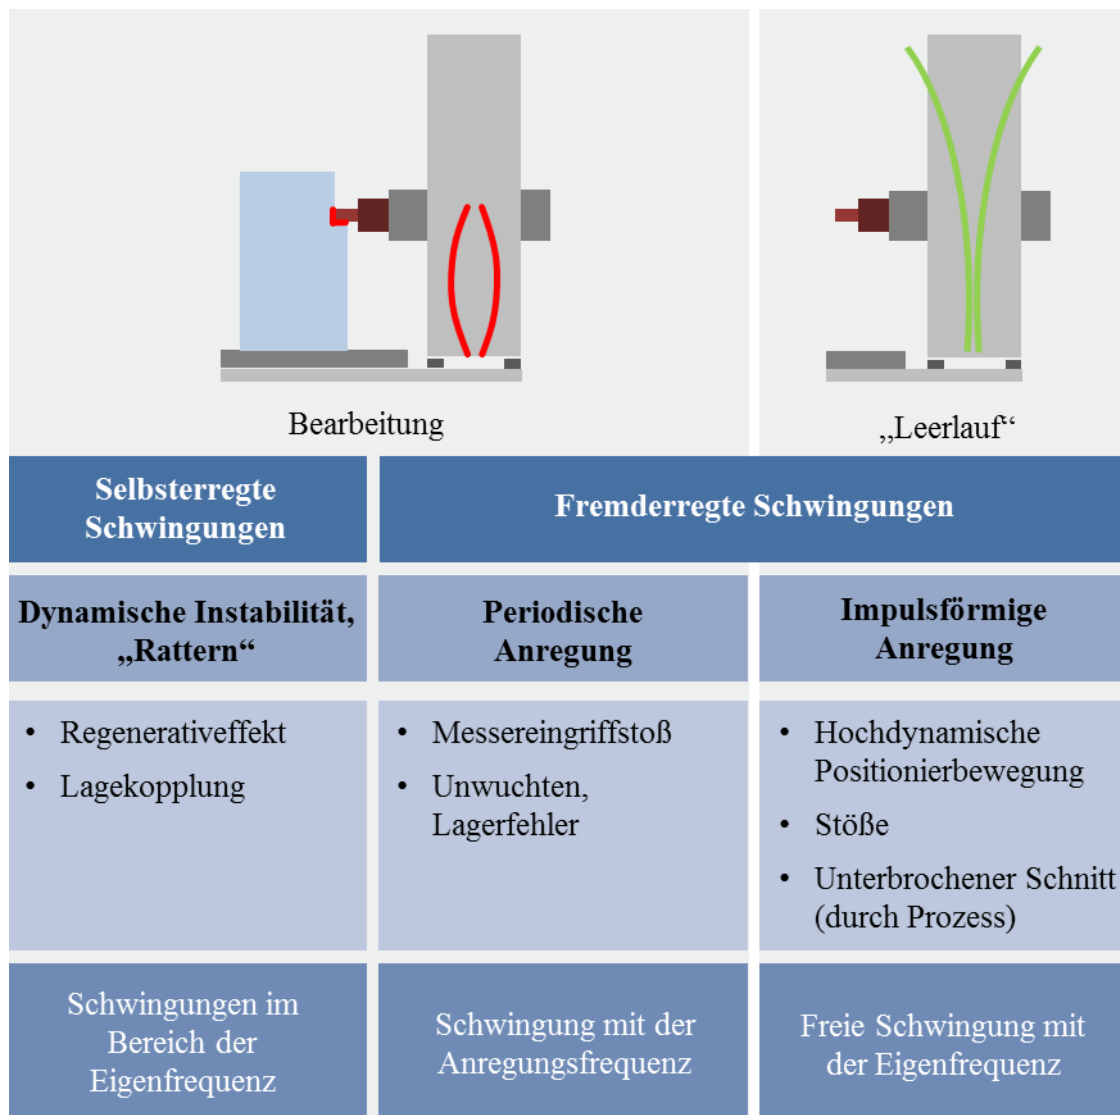 Bearbeitung
„Leerlauf“
Selbsterregte
Schwingungen
Fremderregte Schwingungen
Dynamische Instabilität,
„Rattern“
Periodische
Anregung
Impulsförmige
Anregung
• Regenerativeffekt
• Lagekopplung
• Messereingriffstoß
• Unwuchten,
Lagerfehler
• Hochdynamische
Positionierbewegung
• Stöße
• Unterbrochener Schnitt
(durch Prozess)
Schwingungen im
Bereich der
Eigenfrequenz
Schwingung mit der
Anregungsfrequenz
Freie Schwingung mit
der Eigenfrequenz